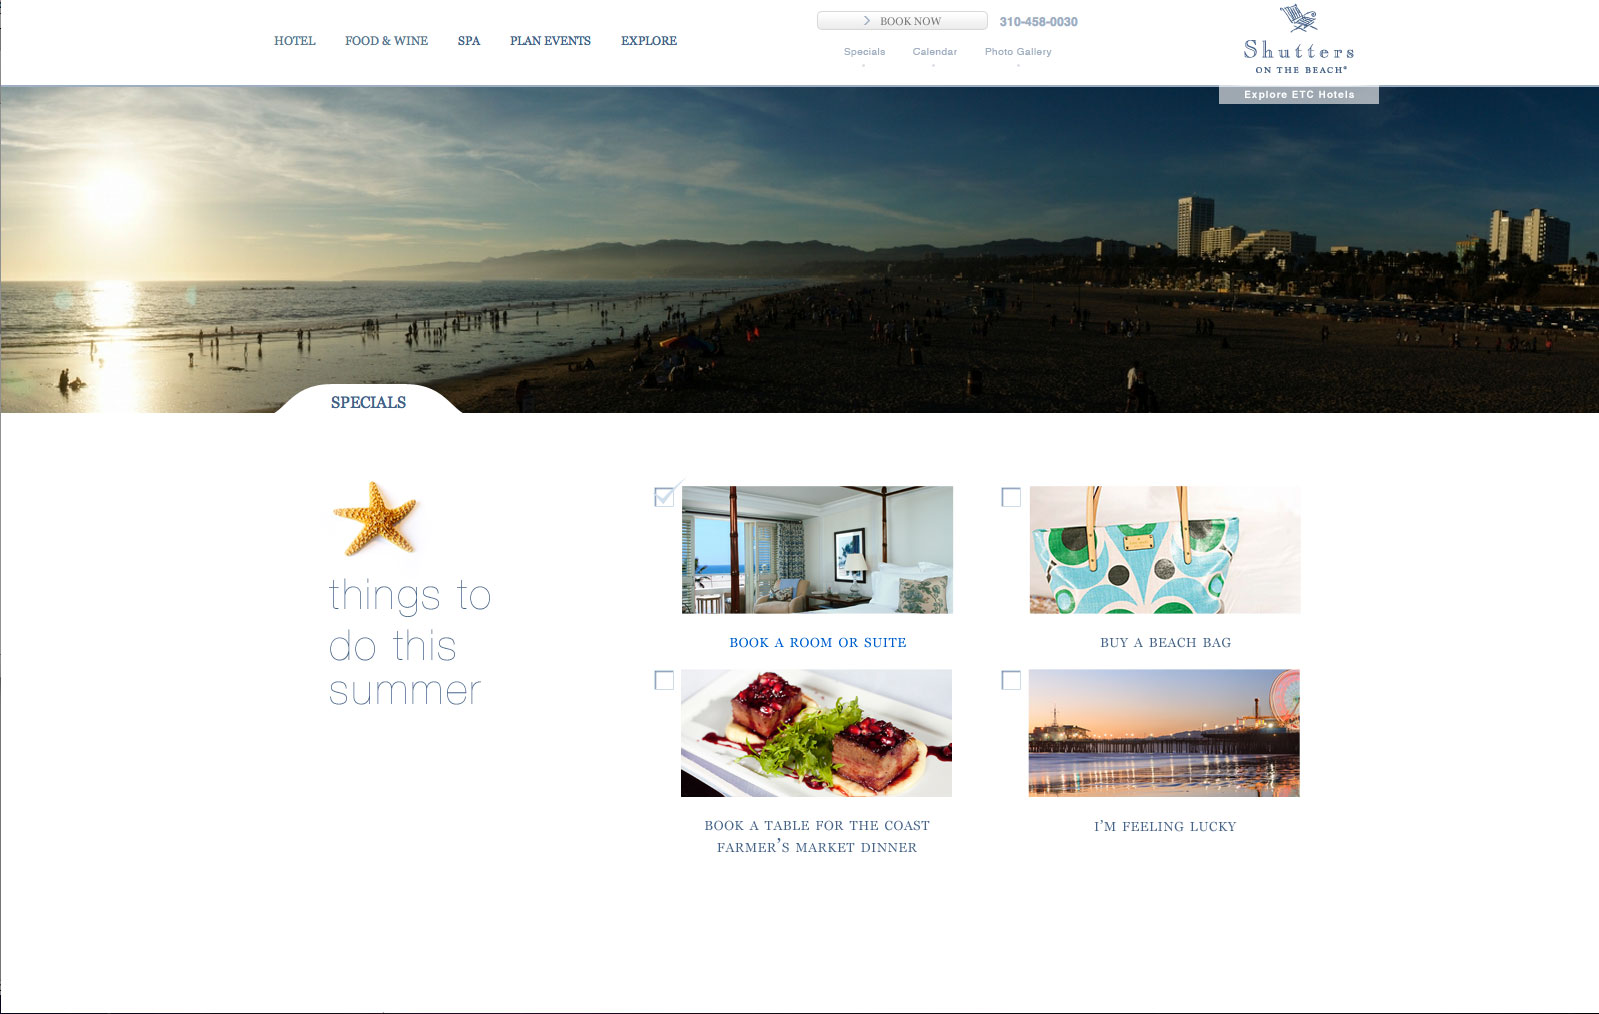 HOTEL FOOD & WINE SPA PLAN EVENTS EXPLORE
BOOK NOW 310-458-0030
Specials Calendar Photo Gallery
Shutters
ON THE BEACH®
Explore ETC Hotels
SPECIALS
things to
do this
summer
BOOK A ROOM OR SUITE
BUY A BEACH BAG
BOOK A TABLE FOR THE COAST
FARMER'S MARKET DINNER
I'M FEELING LUCKY